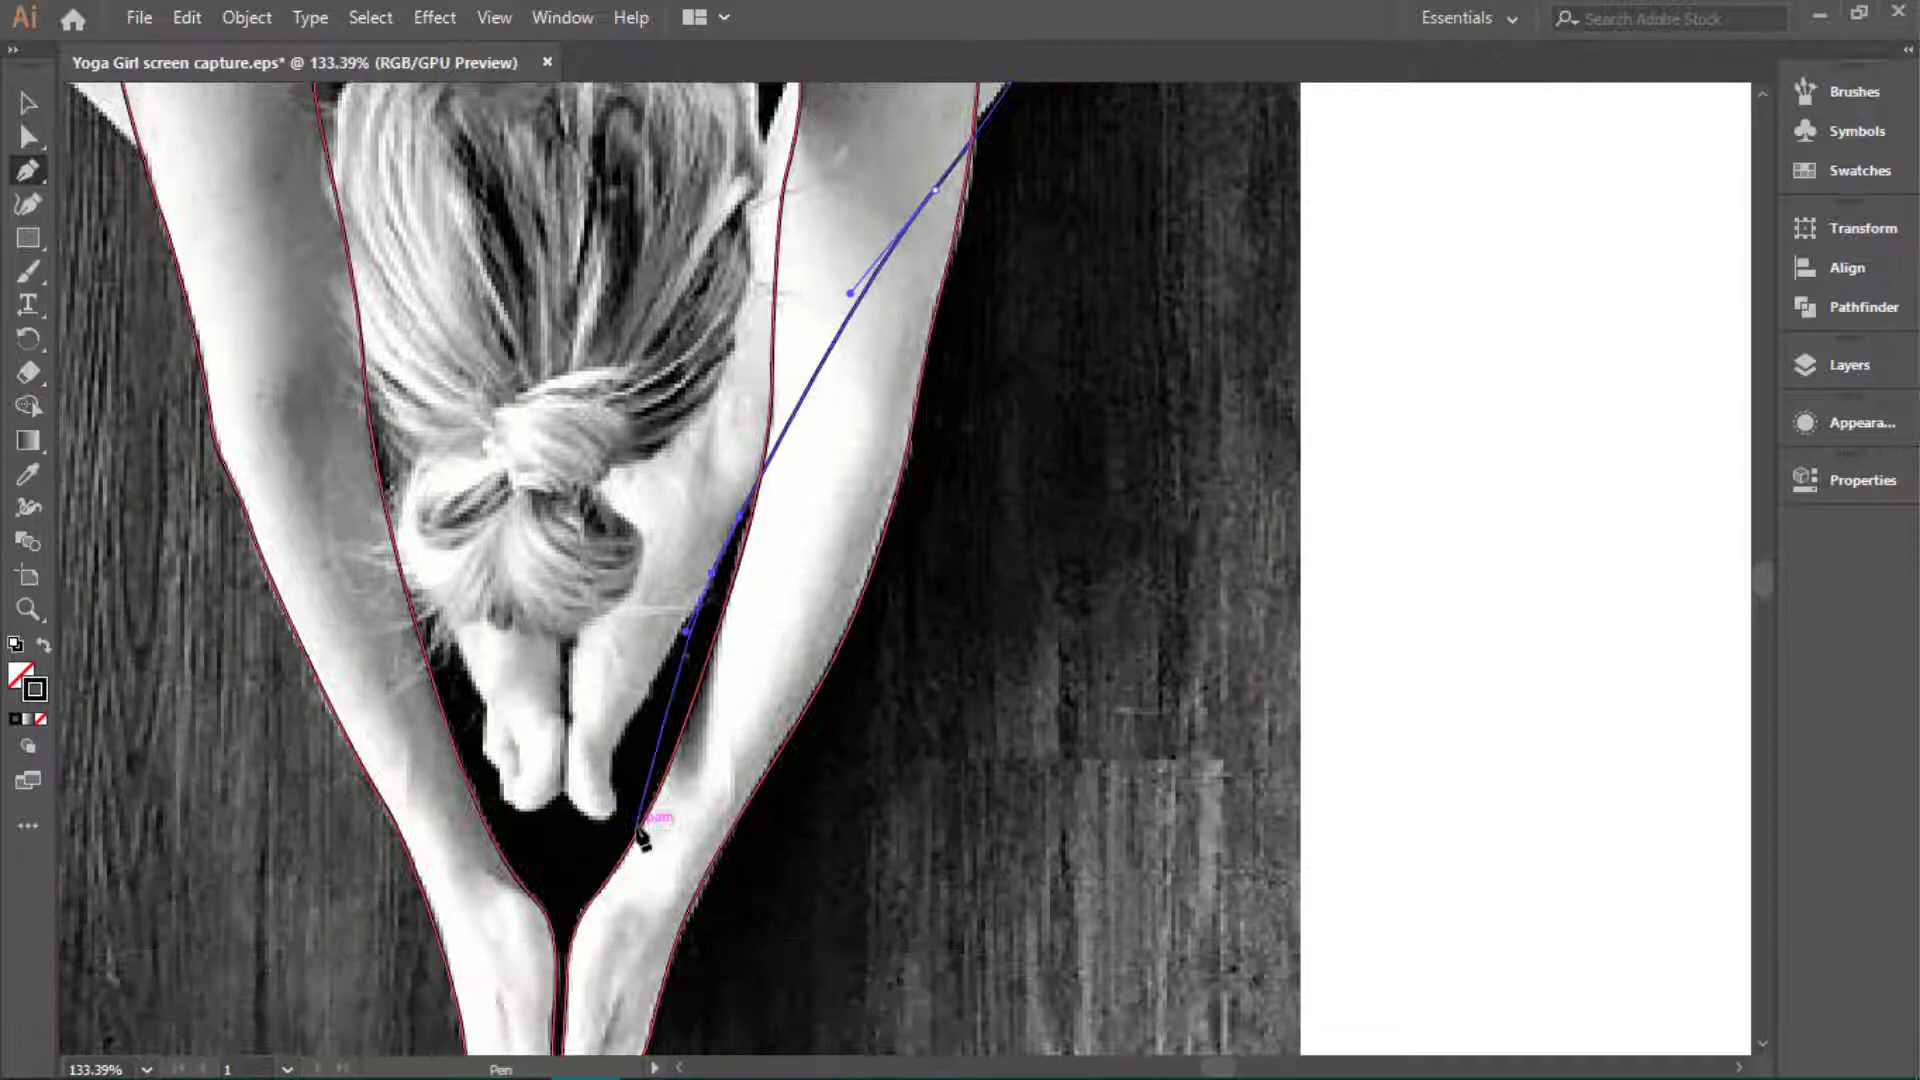 Ai
File Edit Object Type Select Effect View Window Help
Essentials
Search Adobe Stock
Yoga Girl screen capture.eps* @ 133.39% (RGB/GPU Preview)
Brushes
Symbols
Swatches
Transform
Align
Pathfinder
Layers
Appeara...
Properties
path
133.39%
1
Pen